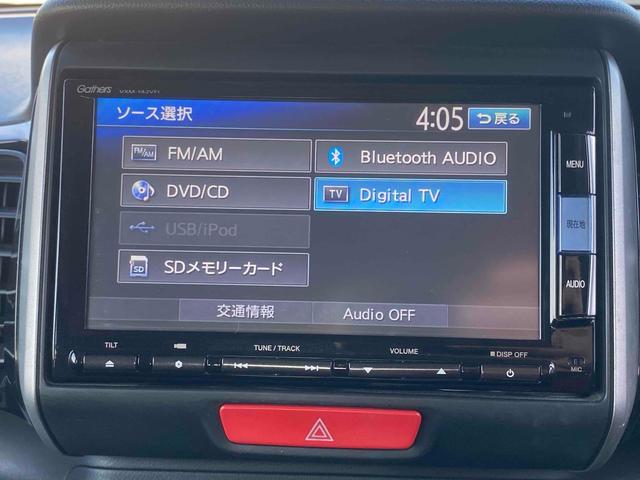 Gathers
ソース選択
4:05
戻る
FM/AM
FM/AM
Bluetooth AUDIO
DVD/CD
TV
Digital TV
USB/iPod
SD
SDメモリーカード
交通情報
Audio OFF
MENU
現在地
AUDIO
TILT
TUNE / TRACK
VOLUME
DISP OFF
MIC